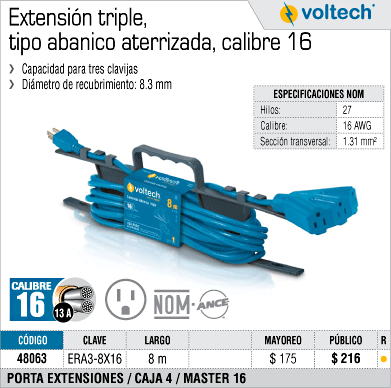 Extensión triple,
tipo abanico aterrizada, calibre 16
voltech®
Capacidad para tres clavijas
Diámetro de recubrimiento: 8.3 mm
ESPECIFICACIONES NOM
Hilos: 27
Calibre: 16 AWG
Sección transversal: 1.31 mm²
voltech
16
8 m
1
CALIBRE
16
13 A
NOM-ANCE
CÓDIGO CLAVE LARGO MAYOREO PÚBLICO R
48063 ERA3-8X16 8 m $ 175 $ 216
PORTA EXTENSIONES / CAJA 4 / MASTER 16